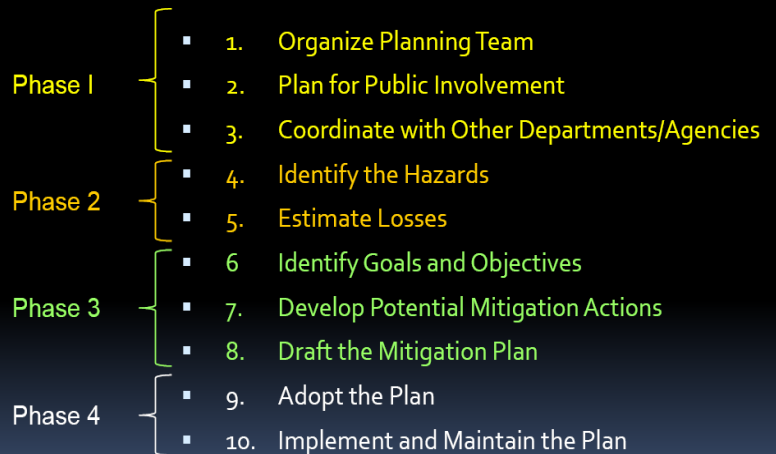 Phase I
1. Organize Planning Team
2. Plan for Public Involvement
3. Coordinate with Other Departments/Agencies
Phase 2
4. Identify the Hazards
5. Estimate Losses
Phase 3
6 Identify Goals and Objectives
7. Develop Potential Mitigation Actions
8. Draft the Mitigation Plan
Phase 4
9. Adopt the Plan
10. Implement and Maintain the Plan